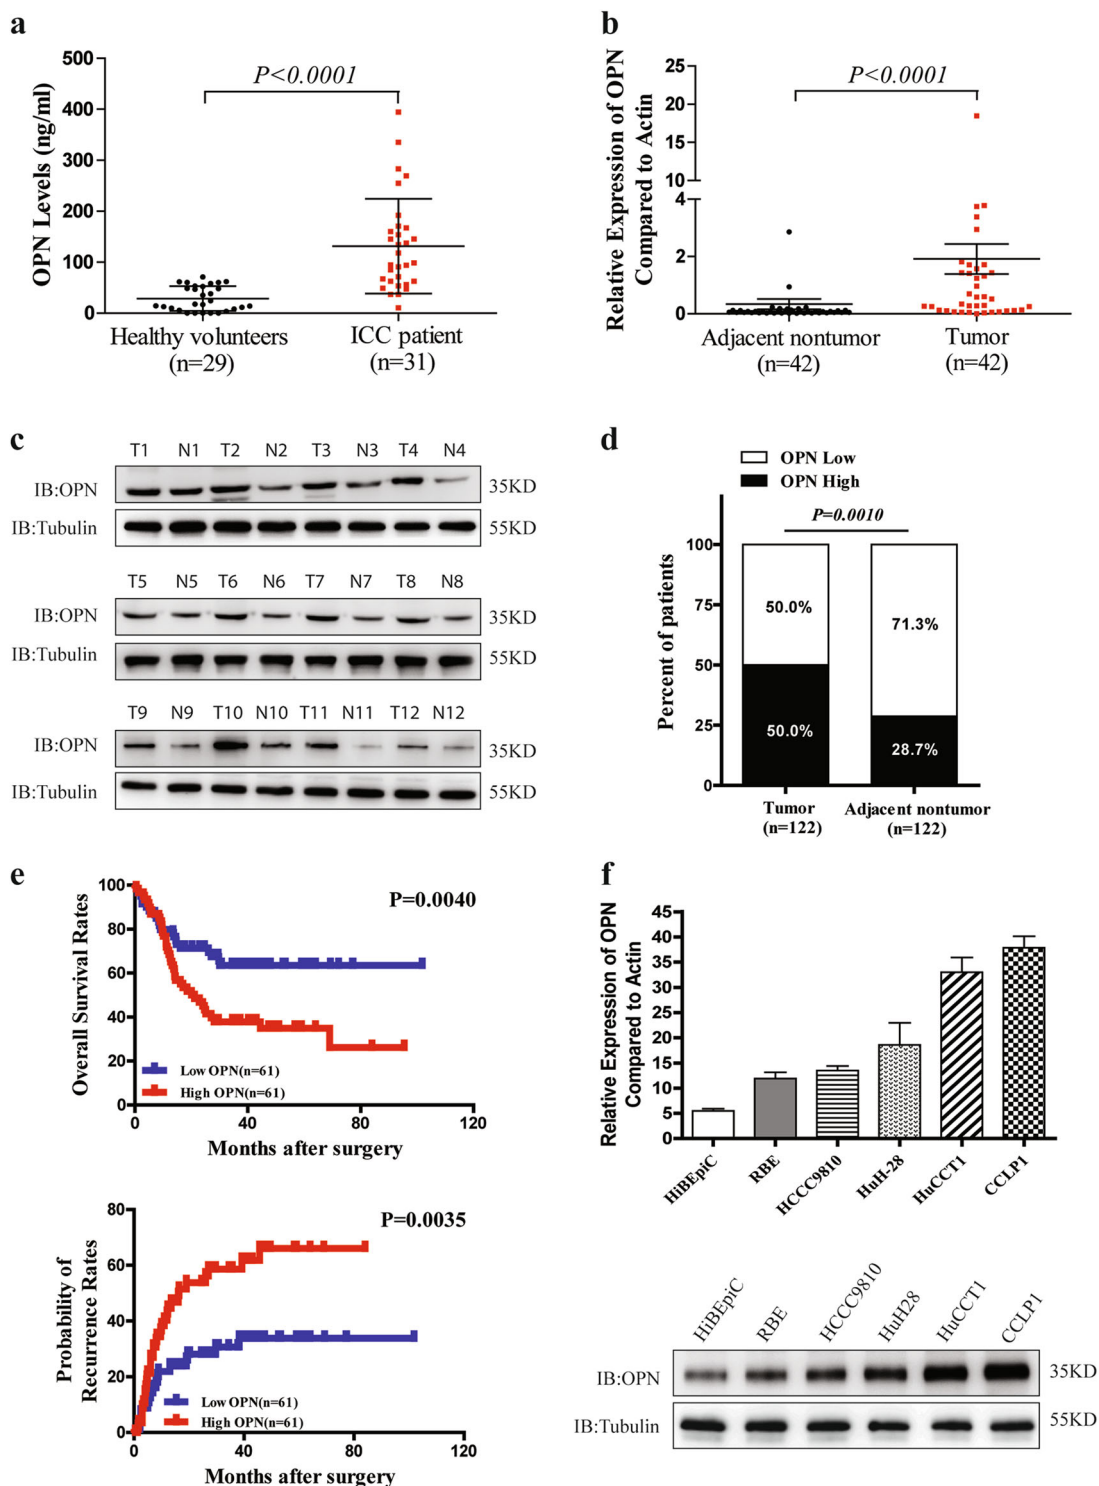 a
OPN Levels (ng/ml)
500
400
300
200
100
0
P<0.0001
Healthy volunteers
(n=29)
ICC patient
(n=31)
b
Relative Expression of OPN
Compared to Actin
25
20
15
10
4
2
0
P<0.0001
Adjacent nontumor
(n=42)
Tumor
(n=42)
c
T1 N1 T2 N2 T3 N3 T4 N4
IB:OPN 35KD
IB:Tubulin 55KD
T5 N5 T6 N6 T7 N7 T8 N8
IB:OPN 35KD
IB:Tubulin 55KD
T9 N9 T10 N10 T11 N11 T12 N12
IB:OPN 35KD
IB:Tubulin 55KD
d
OPN Low
OPN High
P=0.0010
Percent of patients
100
75
50
25
0
50.0%
50.0%
71.3%
28.7%
Tumor
(n=122)
Adjacent nontumor
(n=122)
e
Overall Survival Rates
100
80
60
40
20
0
P=0.0040
Low OPN(n=61)
High OPN(n=61)
0 40 80 120
Months after surgery
Probability of
Recurrence Rates
80
60
40
20
0
P=0.0035
Low OPN(n=61)
High OPN(n=61)
0 40 80 120
Months after surgery
f
Relative Expression of OPN
Compared to Actin
45
40
35
30
25
20
15
10
5
0
HiBEpiC
RBE
HCCC9810
HuH-28
HuCCT1
CCLP1
HiBEpiC
RBE
HCCC9810
HuH28
HuCCT1
CCLP1
IB:OPN 35KD
IB:Tubulin 55KD